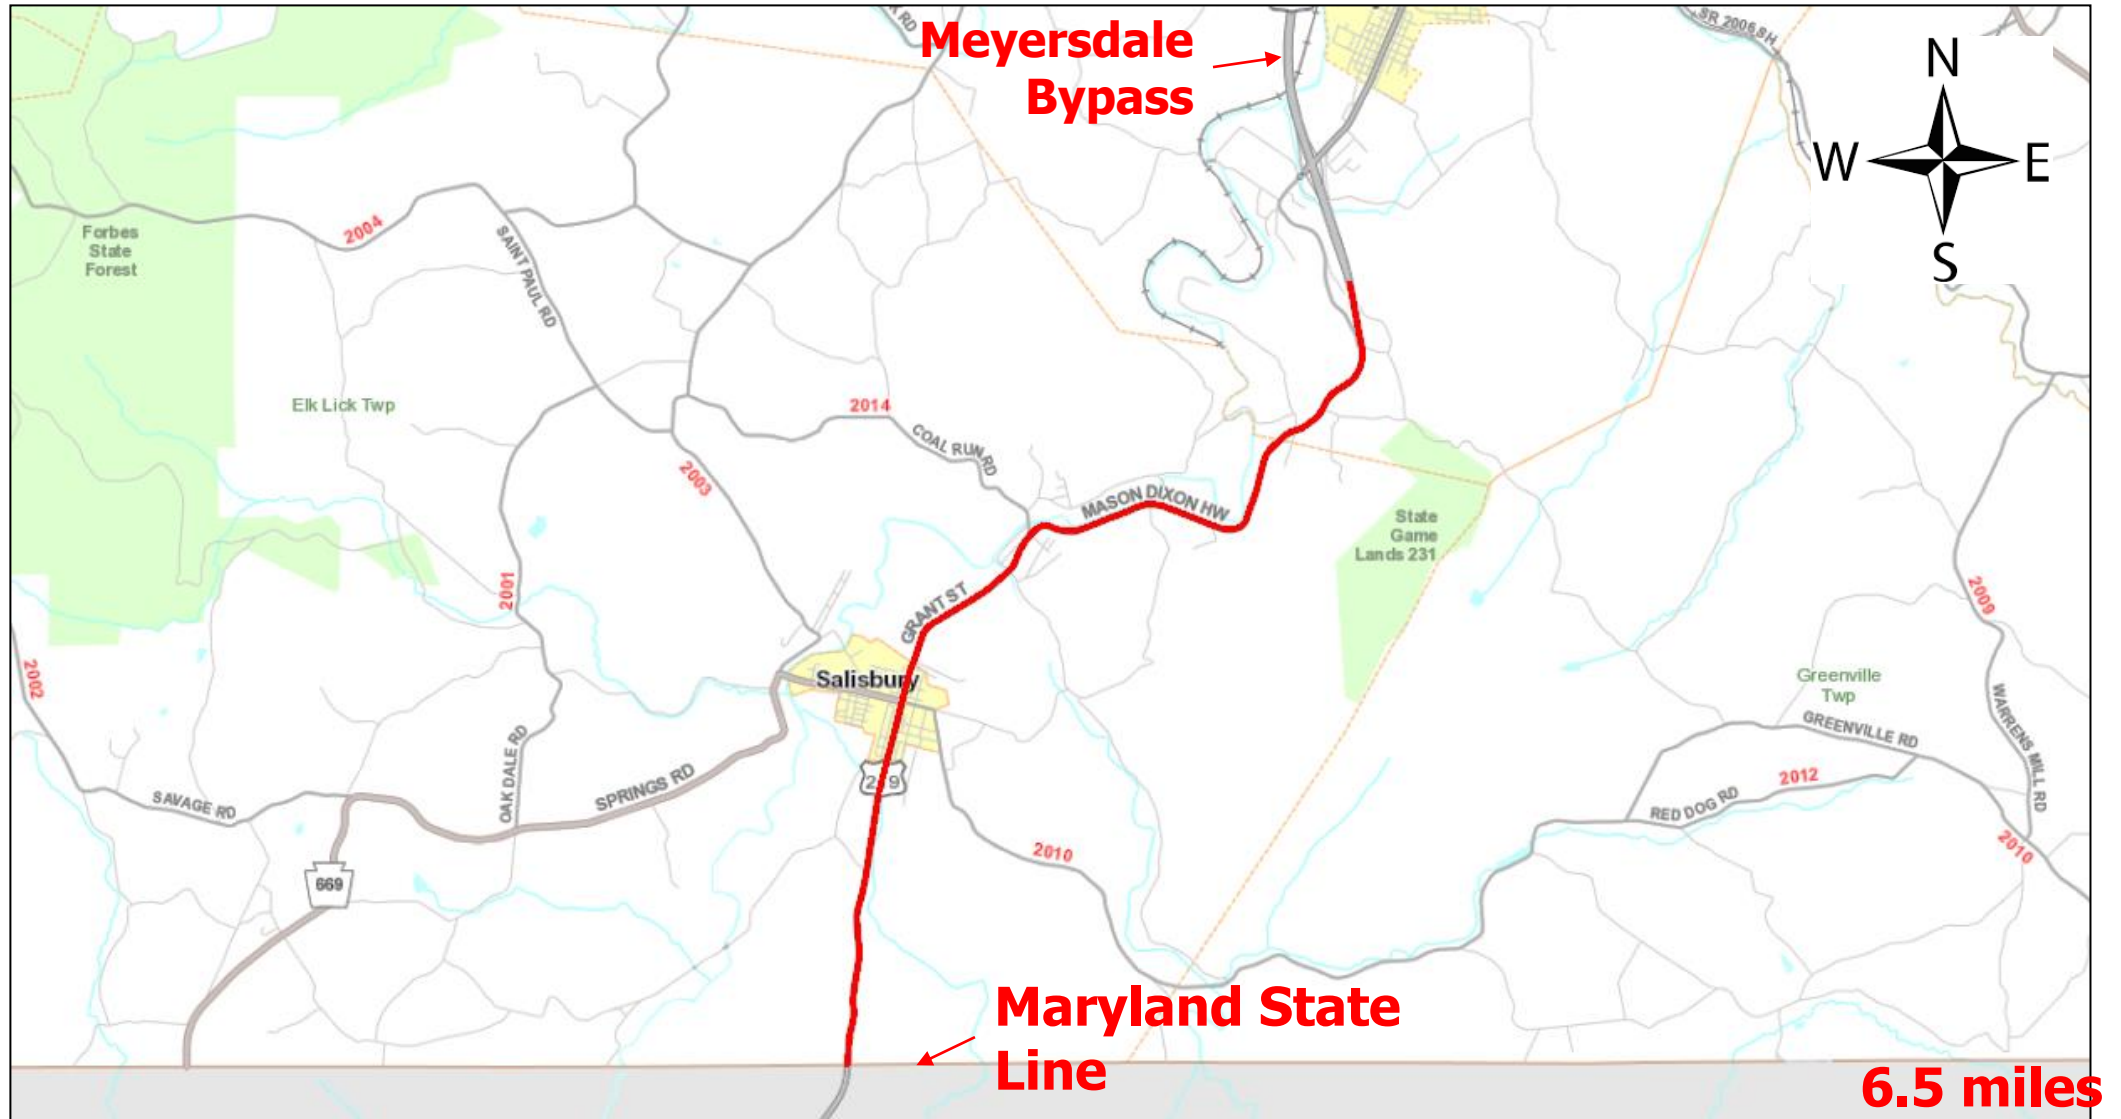 Meyersdale
Bypass
RD
SR 2006 SH
N
W
E
S
Forbes
State
Forest
2004
SAINT PAUL RD
Elk Lick Twp
2014
COAL RUN RD
2003
MASON DIXON HW
State
Game
Lands 231
2001
GRANT ST
2009
2002
Salisbury
Greenville
Twp
WARRENS MILL RD
GREENVILLE RD
OAK DALE RD
SPRINGS RD
2 9
2012
SAVAGE RD
RED DOG RD
2010
2010
669
Maryland State
Line
6.5 miles